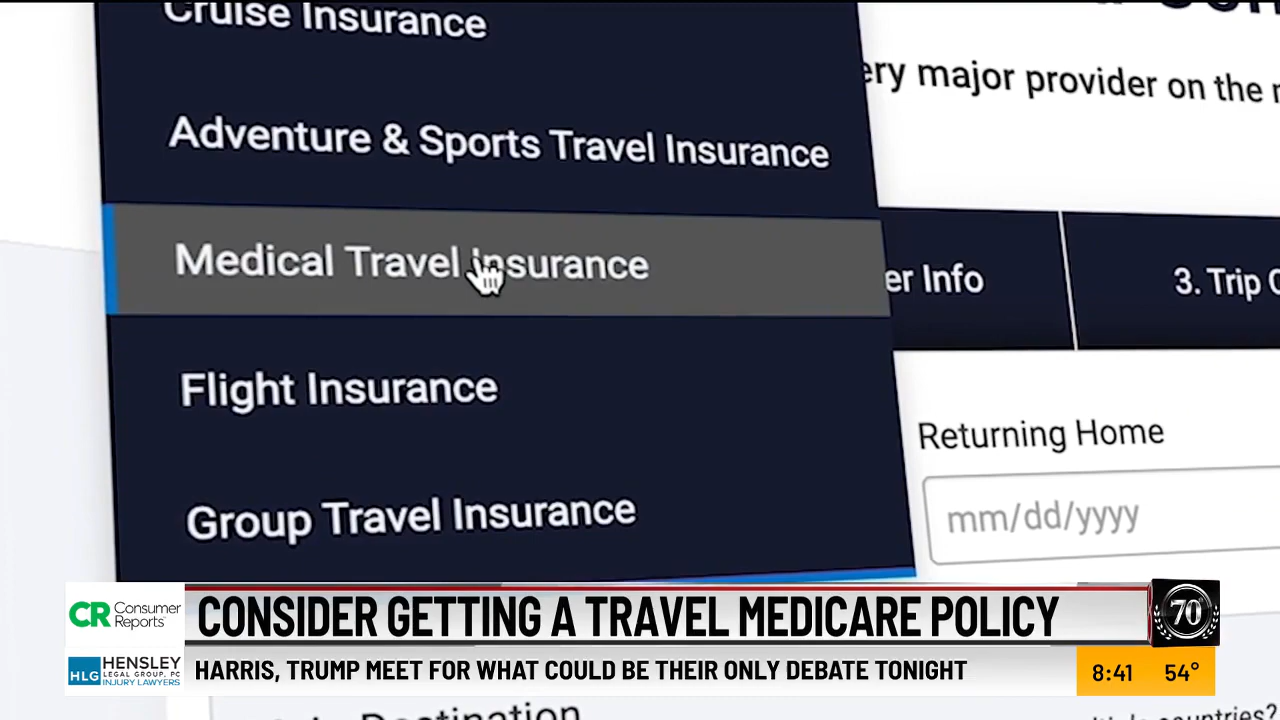 Cruise Insurance
ery major provider on the
Adventure & Sports Travel Insurance
Medical Travel Insurance
er Info
3. Trip
Flight Insurance
Returning Home
mm/dd/yyyy
Group Travel Insurance
CR Consumer Reports
CONSIDER GETTING A TRAVEL MEDICARE POLICY
70
HLG HENSLEY
LEGAL GROUP, PC
INJURY LAWYERS
HARRIS, TRUMP MEET FOR WHAT COULD BE THEIR ONLY DEBATE TONIGHT
8:41 54°
Destination
countries?